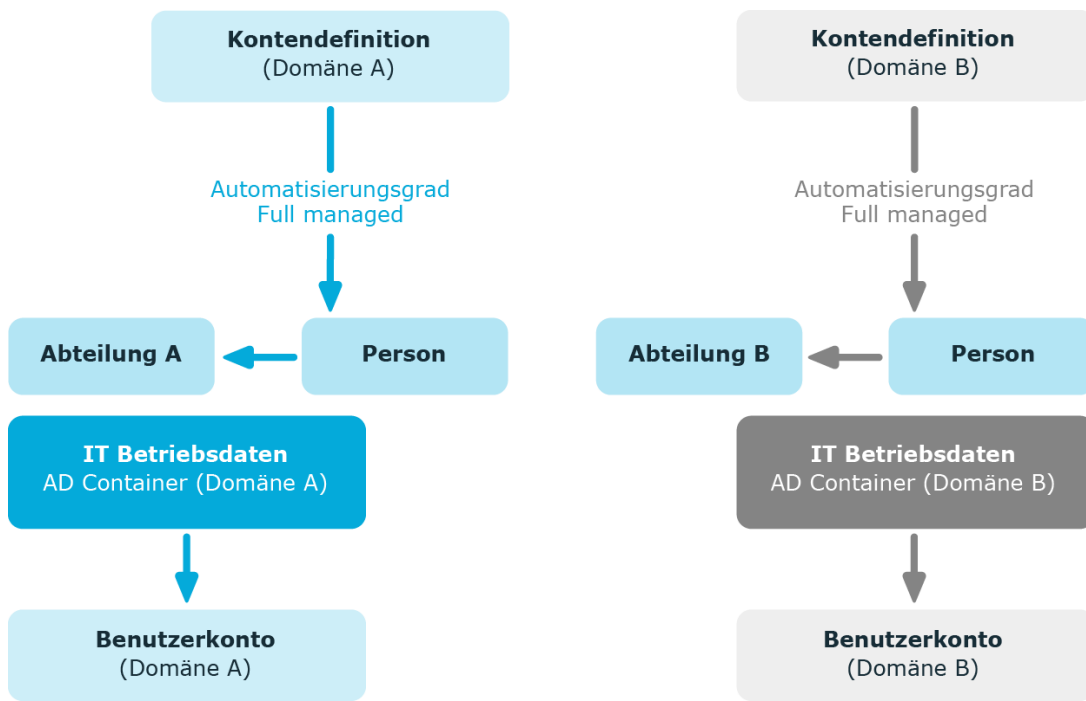 Kontendefinition
(Domäne A)
Automatisierungsgrad
Full managed
Abteilung A
Person
IT Betriebsdaten
AD Container (Domäne A)
Benutzerkonto
(Domäne A)
Kontendefinition
(Domäne B)
Automatisierungsgrad
Full managed
Abteilung B
Person
IT Betriebsdaten
AD Container (Domäne B)
Benutzerkonto
(Domäne B)